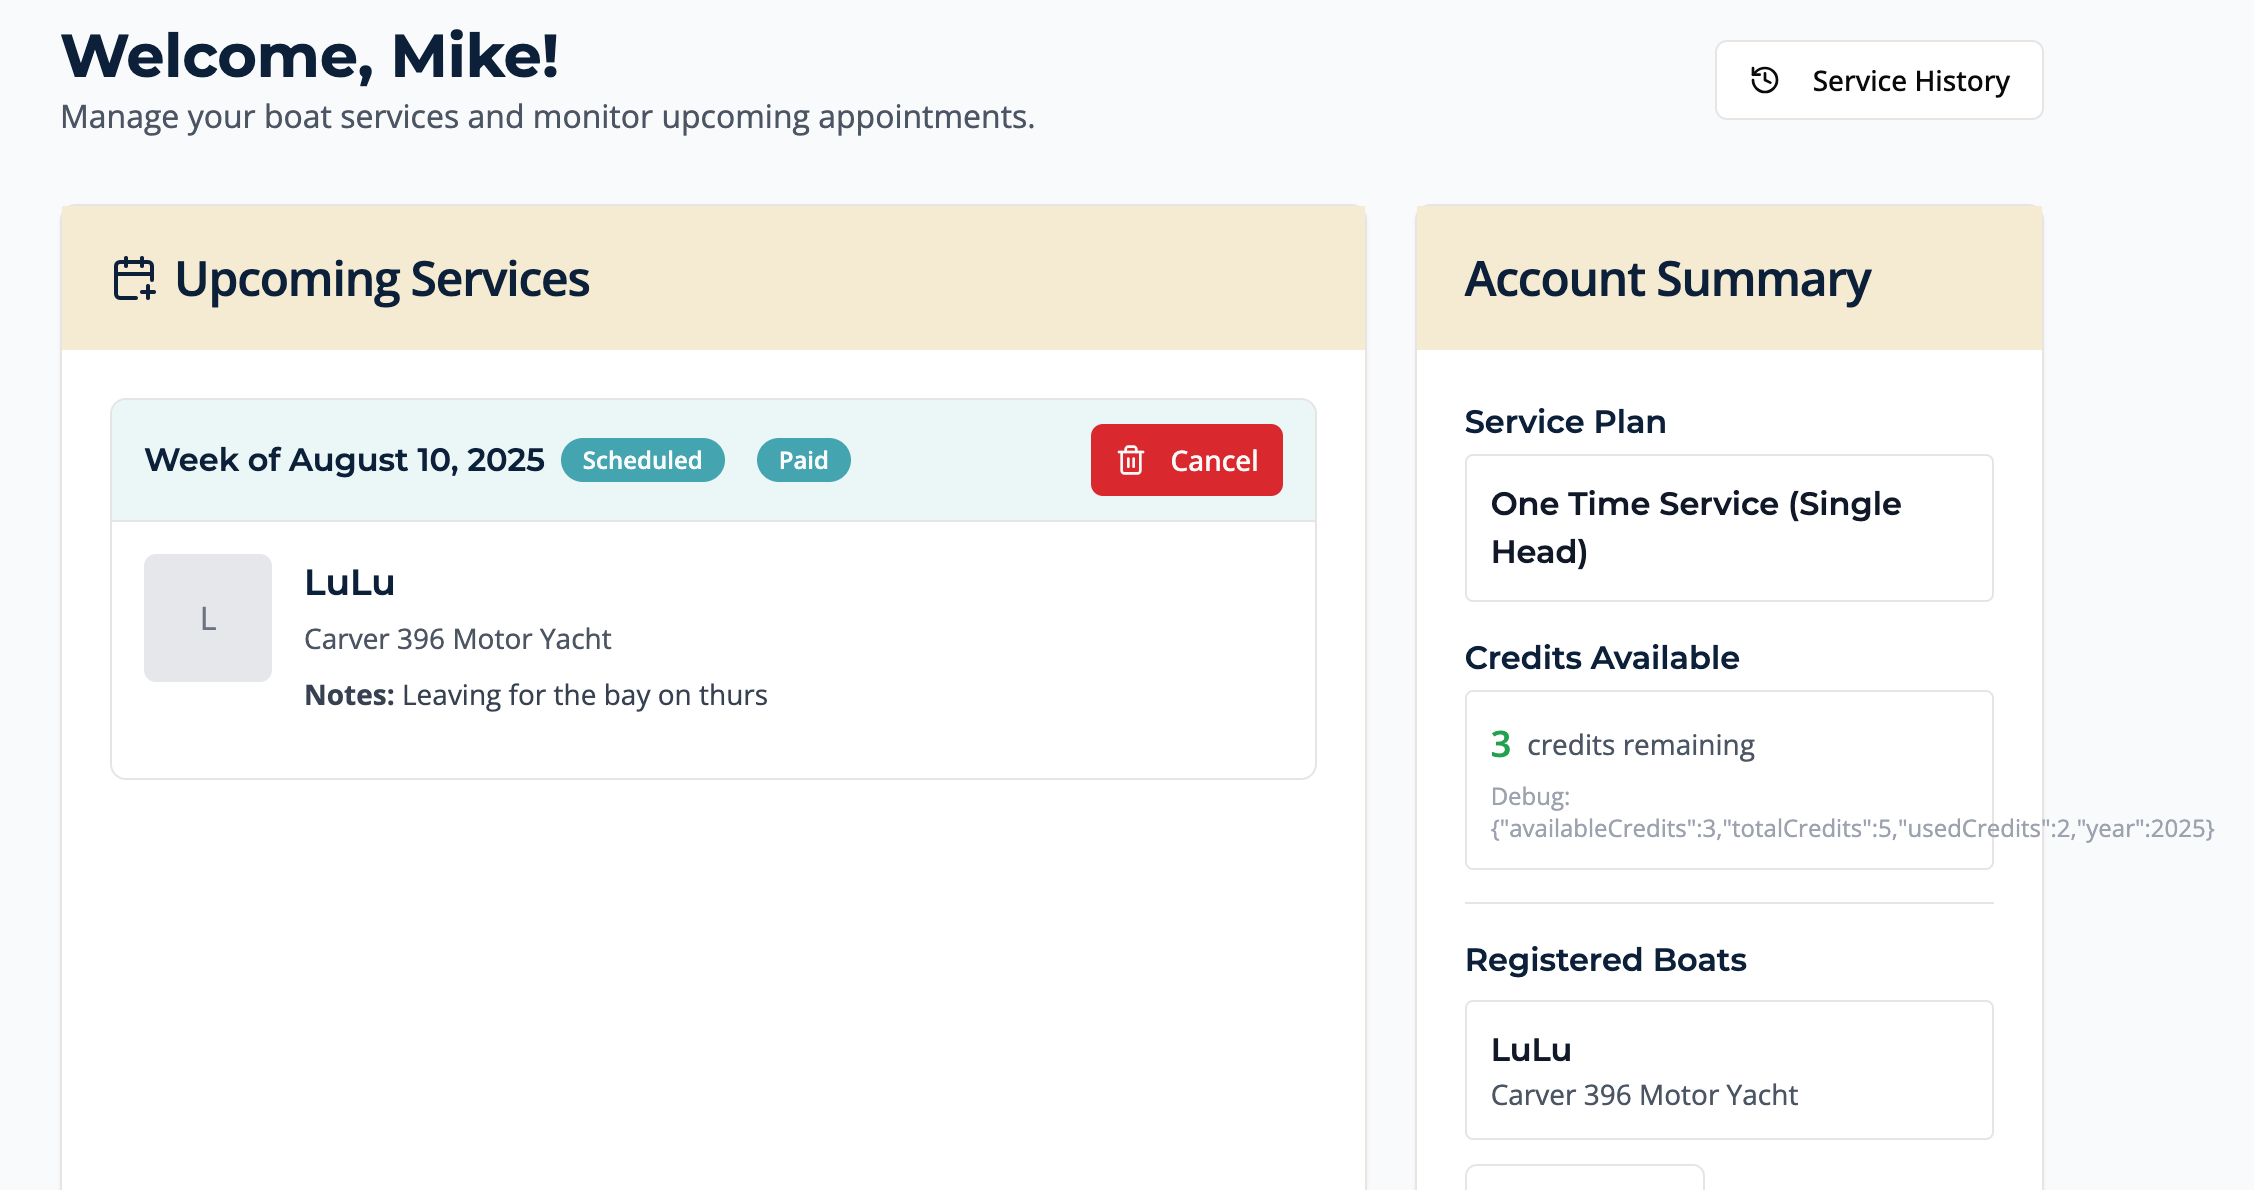 Welcome, Mike!
Manage your boat services and monitor upcoming appointments.
Service History
Upcoming Services
Week of August 10, 2025 Scheduled Paid Cancel
L
LuLu
Carver 396 Motor Yacht
Notes: Leaving for the bay on thurs
Account Summary
Service Plan
One Time Service (Single
Head)
Credits Available
3 credits remaining
Debug:
{"availableCredits":3,"totalCredits":5,"usedCredits":2,"year":2025}
Registered Boats
LuLu
Carver 396 Motor Yacht